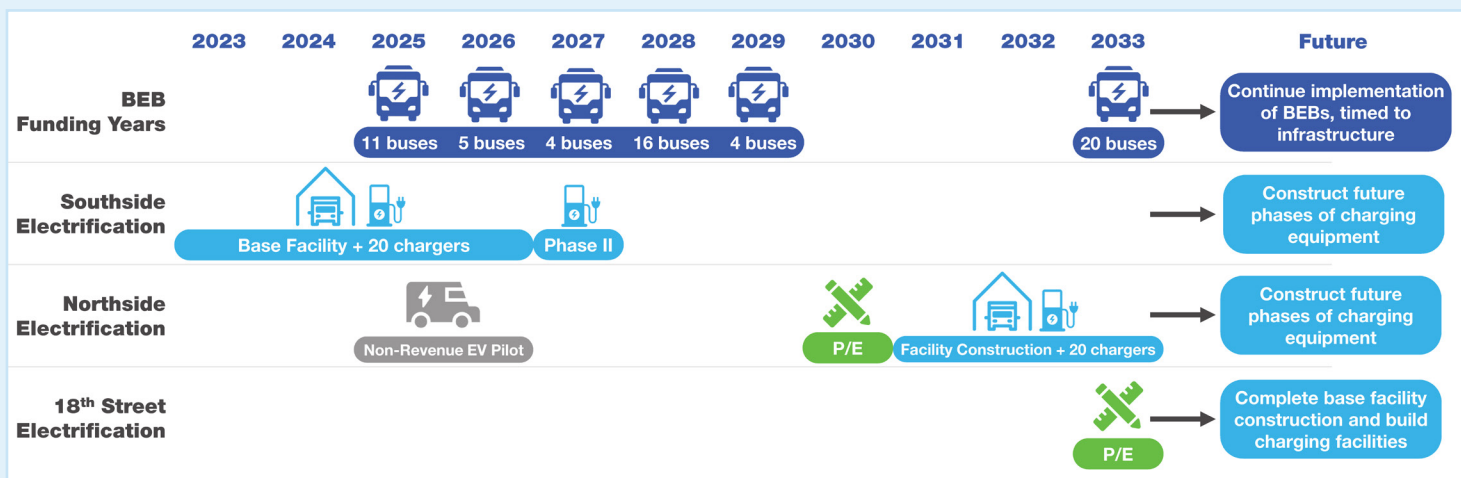 2023 2024 2025 2026 2027 2028 2029 2030 2031 2032 2033 Future
BEB
Funding Years
11 buses 5 buses 4 buses 16 buses 4 buses 20 buses
Continue implementation
of BEBs, timed to
infrastructure
Southside
Electrification
Base Facility + 20 chargers Phase II
Construct future
phases of charging
equipment
Northside
Electrification
Non-Revenue EV Pilot P/E Facility Construction + 20 chargers
Construct future
phases of charging
equipment
18th Street
Electrification
P/E
Complete base facility
construction and build
charging facilities